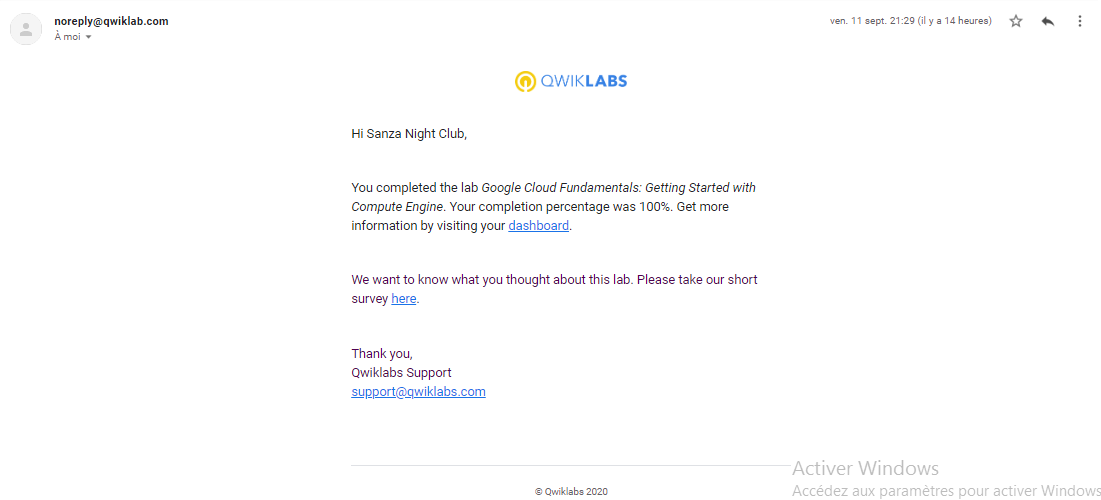 noreply@qwiklab.com
ven. 11 sept. 21:29 (il y a 14 heures)
À moi
QWIKLABS
Hi Sanza Night Club,
You completed the lab Google Cloud Fundamentals: Getting Started with
Compute Engine. Your completion percentage was 100%. Get more
information by visiting your dashboard.
We want to know what you thought about this lab. Please take our short
survey here.
Thank you,
Qwiklabs Support
support@qwiklabs.com
Activer Windows
Accédez aux paramètres pour activer Windows
© Qwiklabs 2020